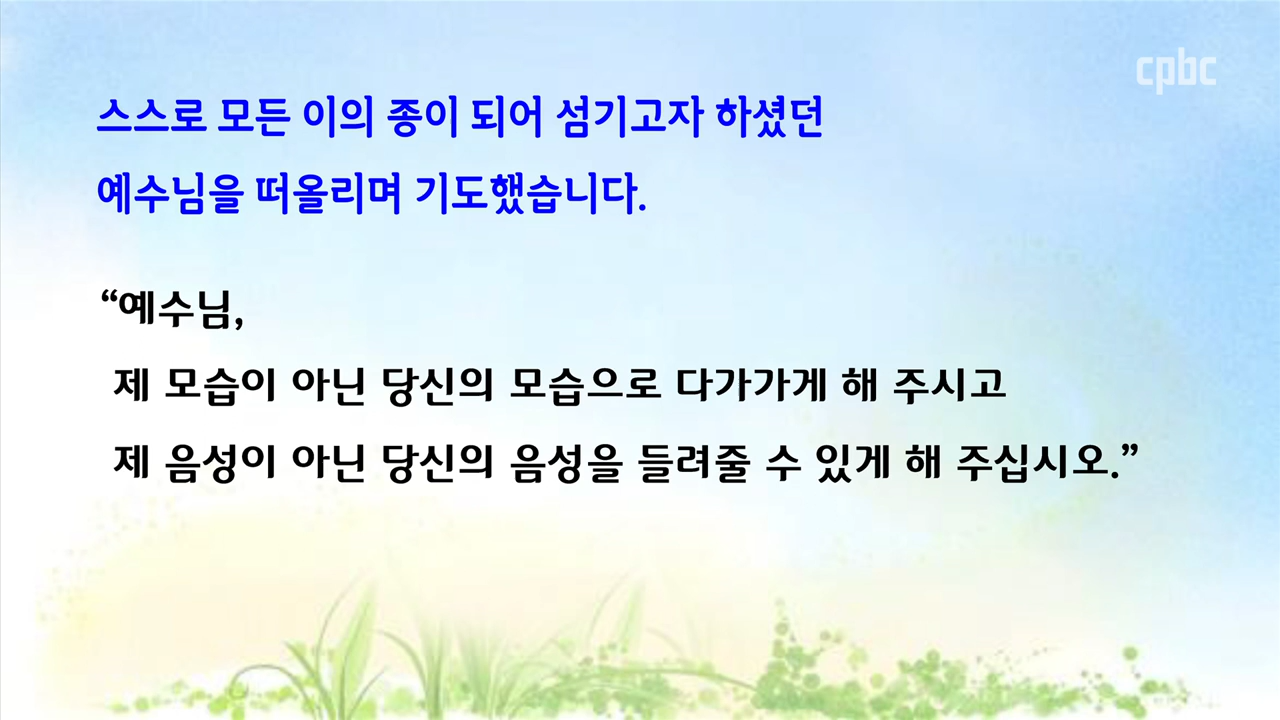 cpbc
스스로 모든 이의 종이 되어 섬기고자 하셨던
예수님을 떠올리며 기도했습니다.
“예수님,
제 모습이 아닌 당신의 모습으로 다가가게 해 주시고
제 음성이 아닌 당신의 음성을 들려줄 수 있게 해 주십시오.”